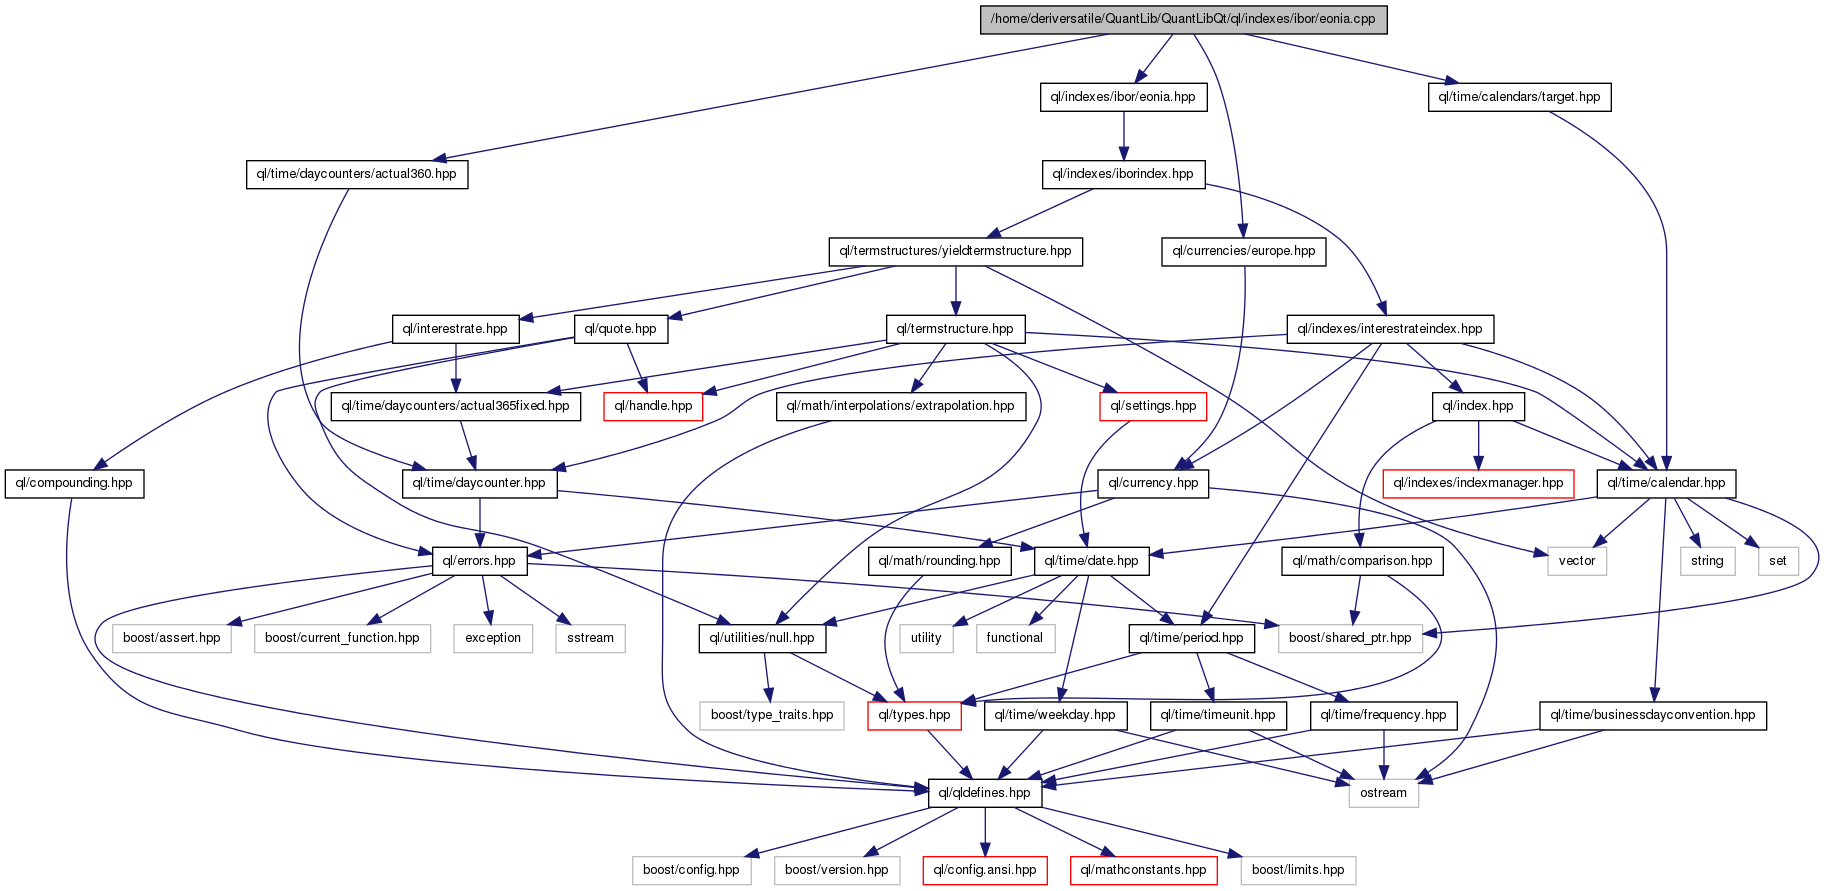 /home/deriversatile/QuantLib/QuantLibQt/ql/indexes/ibor/eonia.cpp
ql/indexes/ibor/eonia.hpp
ql/time/calendars/target.hpp
ql/time/daycounters/actual360.hpp
ql/indexes/iborindex.hpp
ql/termstructures/yieldtermstructure.hpp
ql/currencies/europe.hpp
ql/interestrate.hpp
ql/quote.hpp
ql/termstructure.hpp
ql/indexes/interestrateindex.hpp
ql/time/daycounters/actual365fixed.hpp
ql/handle.hpp
ql/math/interpolations/extrapolation.hpp
ql/settings.hpp
ql/index.hpp
ql/compounding.hpp
ql/time/daycounter.hpp
ql/currency.hpp
ql/indexes/indexmanager.hpp
ql/time/calendar.hpp
ql/errors.hpp
ql/math/rounding.hpp
ql/time/date.hpp
ql/math/comparison.hpp
vector
string
set
boost/assert.hpp
boost/current_function.hpp
exception
sstream
ql/utilities/null.hpp
utility
functional
ql/time/period.hpp
boost/shared_ptr.hpp
boost/type_traits.hpp
ql/types.hpp
ql/time/weekday.hpp
ql/time/timeunit.hpp
ql/time/frequency.hpp
ql/time/businessdayconvention.hpp
ql/qldefines.hpp
ostream
boost/config.hpp
boost/version.hpp
ql/config.ansi.hpp
ql/mathconstants.hpp
boost/limits.hpp